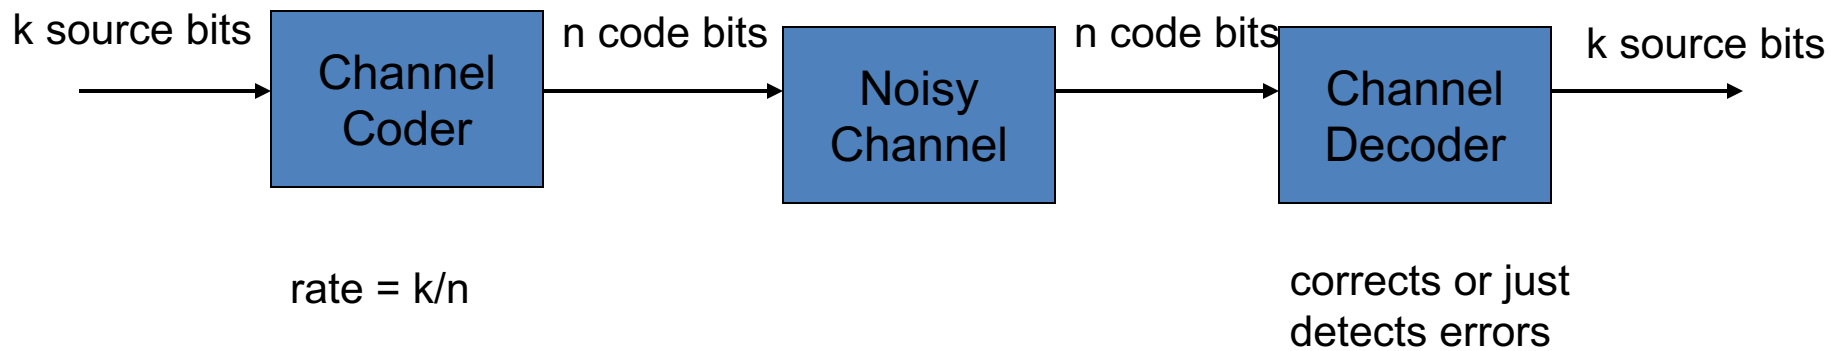 k source bits
Channel
Coder
n code bits
Noisy
Channel
n code bits
Channel
Decoder
k source bits
rate = k/n
corrects or just
detects errors